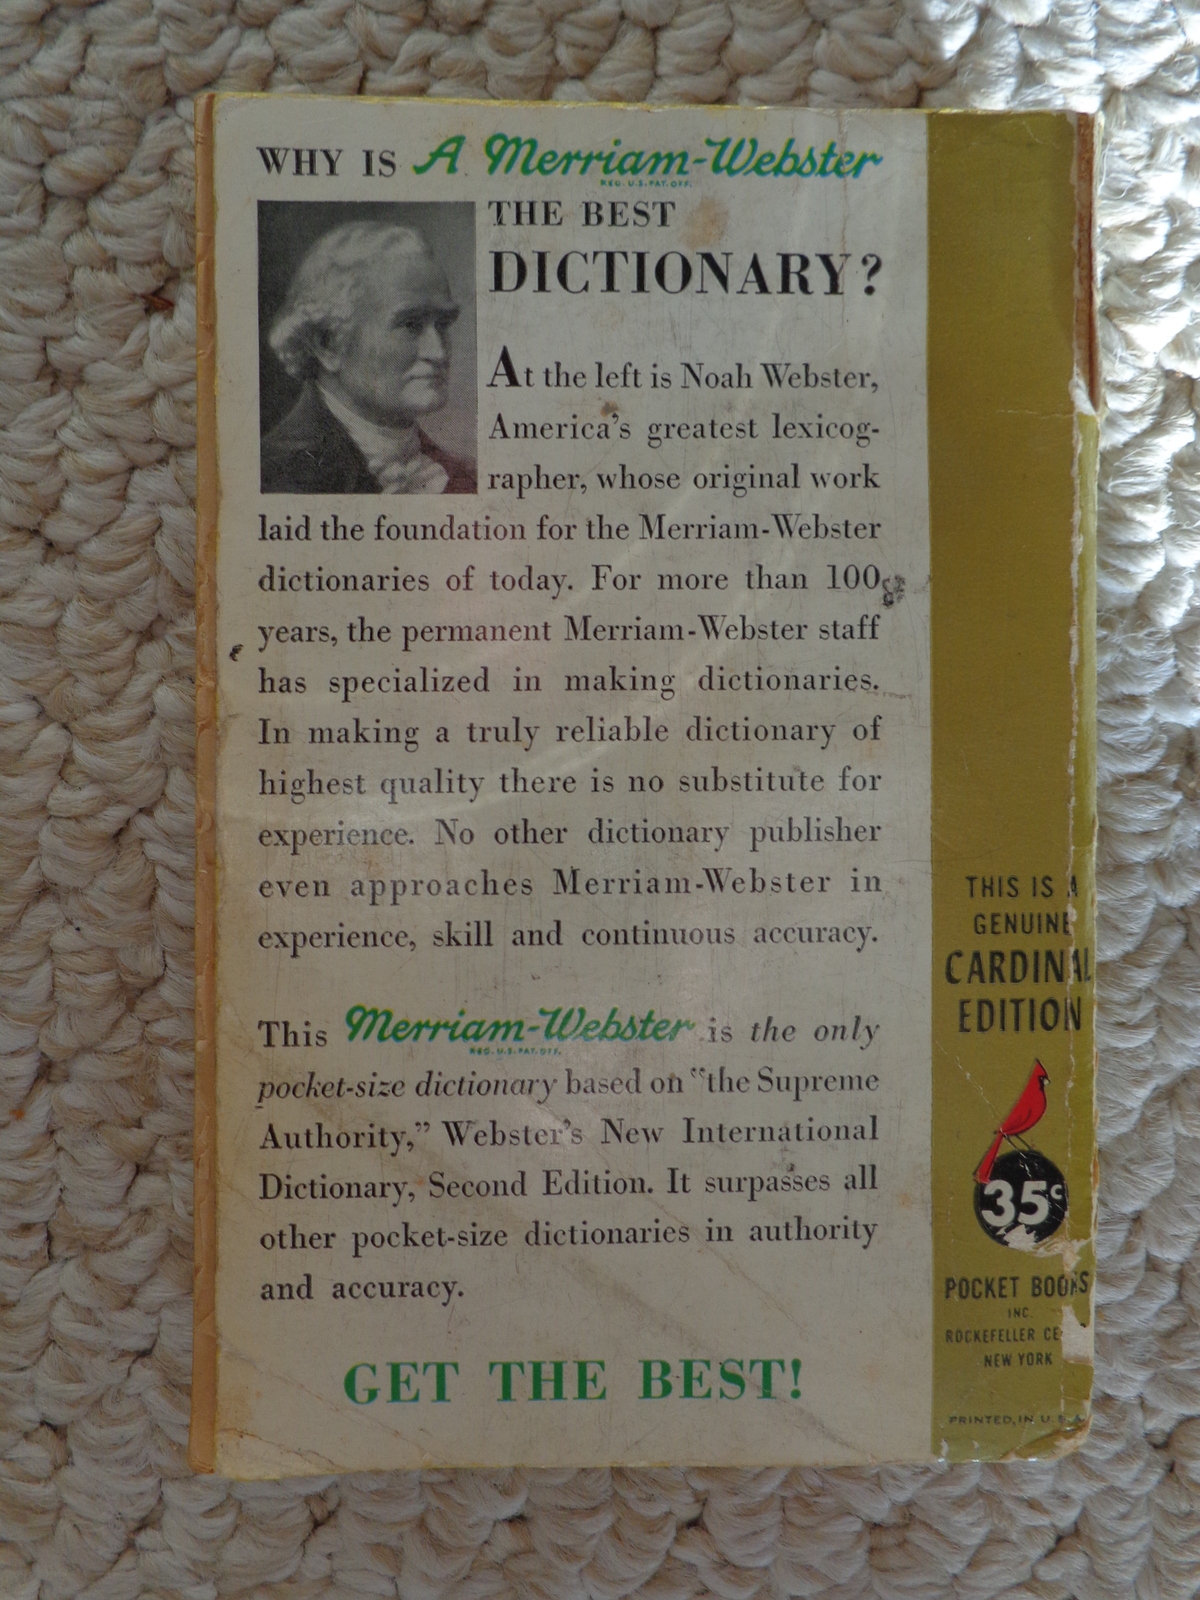 WHY IS A Merriam-Webster
REG. U.S. PAT. OFF.
THE BEST
DICTIONARY?
At the left is Noah Webster,
America's greatest lexicog-
rapher, whose original work
laid the foundation for the Merriam-Webster
dictionaries of today. For more than 100
years, the permanent Merriam-Webster staff
has specialized in making dictionaries.
In making a truly reliable dictionary of
highest quality there is no substitute for
experience. No other dictionary publisher
even approaches Merriam-Webster in
experience, skill and continuous accuracy.
This Merriam-Webster is the only
REG. U.S. PAT. OFF.
pocket-size dictionary based on "the Supreme
Authority," Webster's New International
Dictionary, Second Edition. It surpasses all
other pocket-size dictionaries in authority
and accuracy.
GET THE BEST!
THIS IS A
GENUINE
CARDINAL
EDITION
35c
POCKET BOOKS
INC.
ROCKEFELLER
NEW YORK
PRINTED IN U.S.A.